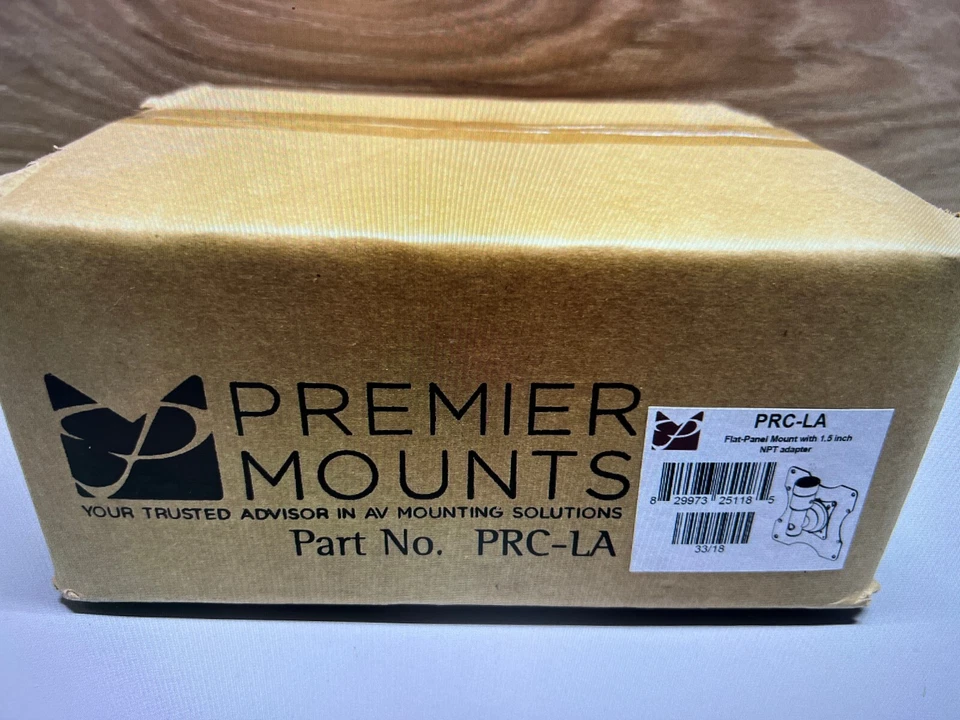 PREMIER
MOUNTS
YOUR TRUSTED ADVISOR IN AV MOUNTING SOLUTIONS
Part No. PRC-LA
PRC-LA
Flat-Panel Mount with 1.5 inch
NPT adapter
8 29973 25118 5
33/18